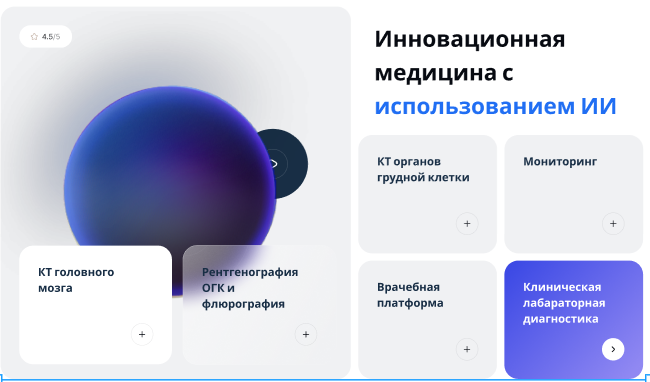 4.5/5
Инновационная
медицина с
использованием ИИ
КТ органов
грудной клетки
Мониторинг
КТ головного
мозга
Рентгенография
ОГК и
флюрография
Врачебная
платформа
Клиническая
лабараторная
диагностика